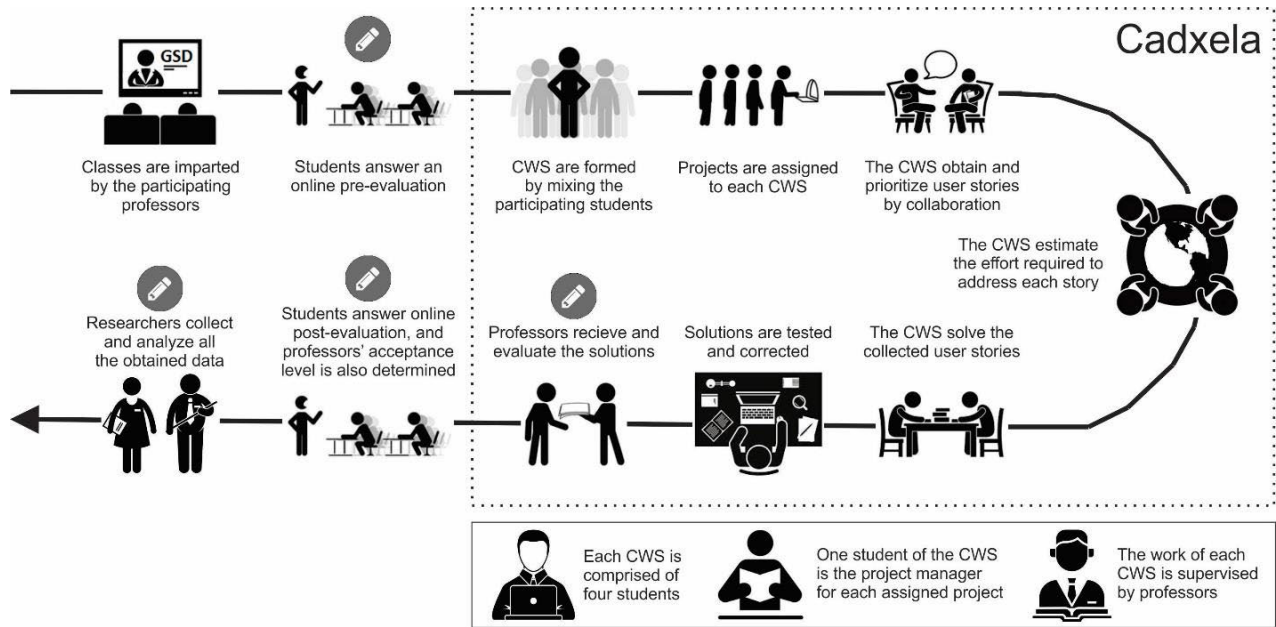 Cadxela
GSD
Classes are imparted
by the participating
professors
Students answer an
online pre-evaluation
CWS are formed
by mixing the
participating students
Projects are assigned
to each CWS
The CWS obtain and
prioritize user stories
by collaboration
The CWS estimate
the effort required to
address each story
Researchers collect
and analyze all
the obtained data
Students answer online
post-evaluation, and
professors' acceptance
level is also determined
Professors recieve and
evaluate the solutions
Solutions are tested
and corrected
The CWS solve the
collected user stories
Each CWS is
comprised of
four students
One student of the CWS
is the project manager
for each assigned project
The work of each
CWS is supervised
by professors